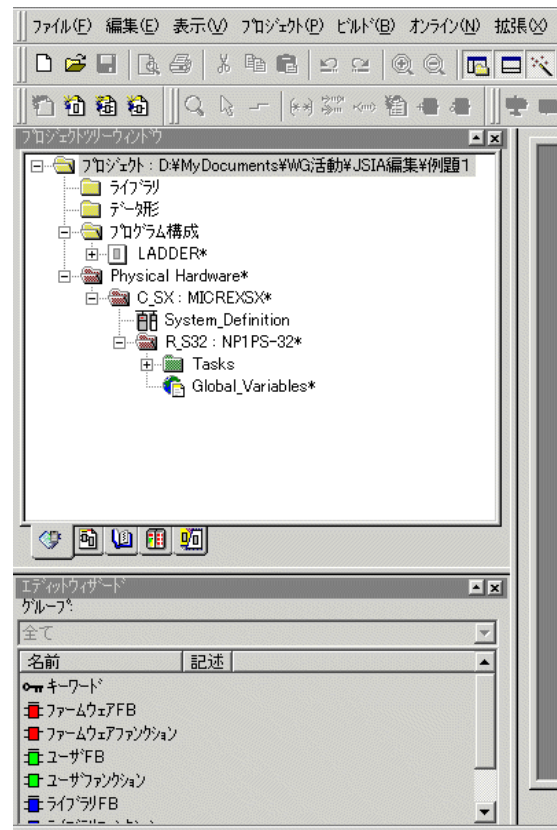 ﾌｧｲﾙ(F) 編集(E) 表示(V) ﾌﾟﾛｼﾞｪｸﾄ(P) ﾋﾞﾙﾄﾞ(B) ｵﾝﾗｲﾝ(N) 拡張(X)
ﾌﾟﾛｼﾞｪｸﾄﾂﾘｰｳｨﾝﾄﾞｳ
ﾌﾟﾛｼﾞｪｸﾄ : D:¥MyDocuments¥WG活動¥JSIA編集¥例題1
ﾗｲﾌﾞﾗﾘ
ﾃﾞｰﾀ形
ﾌﾟﾛｸﾞﾗﾑ構成
LADDER*
Physical Hardware*
C_SX : MICREXSX*
System_Definition
R_S32 : NP1PS-32*
Tasks
Global_Variables*
ｴﾃﾞｨｯﾄｳｨｻﾞｰﾄﾞ
ｸﾞﾙｰﾌﾟ:
全て
名前 記述
ｷｰﾜｰﾄﾞ
ﾌｧｰﾑｳｪｱFB
ﾌｧｰﾑｳｪｱﾌｧﾝｸｼｮﾝ
ﾕｰｻﾞFB
ﾕｰｻﾞﾌｧﾝｸｼｮﾝ
ﾗｲﾌﾞﾗﾘFB